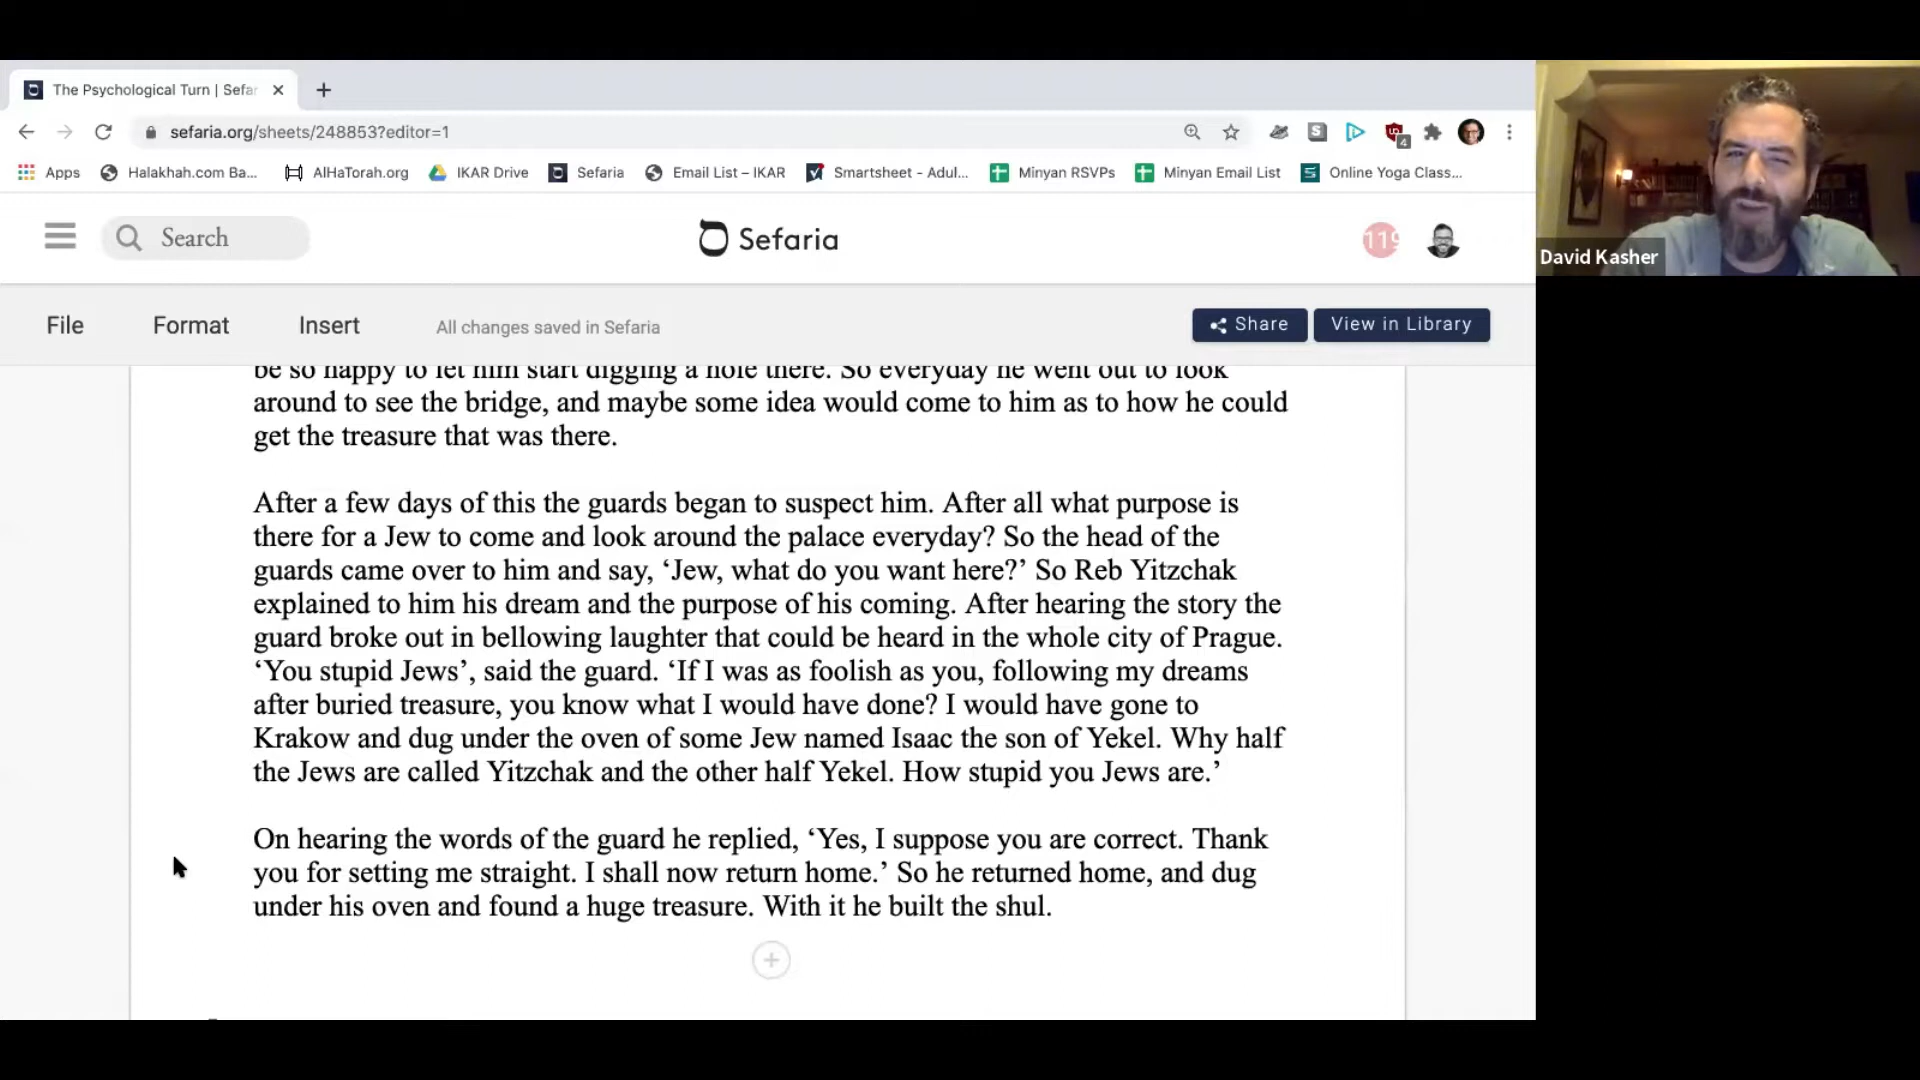 The Psychological Turn | Sefar
sefaria.org/sheets/248853?editor=1
4
Apps
Halakhah.com Ba...
AlHaTorah.org
IKAR Drive
Sefaria
Email List – IKAR
Smartsheet - Adul...
Minyan RSVPs
Minyan Email List
Online Yoga Class...
Search
Sefaria
119
David Kasher
File
Format
Insert
All changes saved in Sefaria
Share
View in Library
be so happy to let him start digging a hole there. So everyday he went out to look
around to see the bridge, and maybe some idea would come to him as to how he could
get the treasure that was there.
After a few days of this the guards began to suspect him. After all what purpose is
there for a Jew to come and look around the palace everyday? So the head of the
guards came over to him and say, ‘Jew, what do you want here?’ So Reb Yitzchak
explained to him his dream and the purpose of his coming. After hearing the story the
guard broke out in bellowing laughter that could be heard in the whole city of Prague.
‘You stupid Jews’, said the guard. ‘If I was as foolish as you, following my dreams
after buried treasure, you know what I would have done? I would have gone to
Krakow and dug under the oven of some Jew named Isaac the son of Yekel. Why half
the Jews are called Yitzchak and the other half Yekel. How stupid you Jews are.’
On hearing the words of the guard he replied, ‘Yes, I suppose you are correct. Thank
you for setting me straight. I shall now return home.’ So he returned home, and dug
under his oven and found a huge treasure. With it he built the shul.